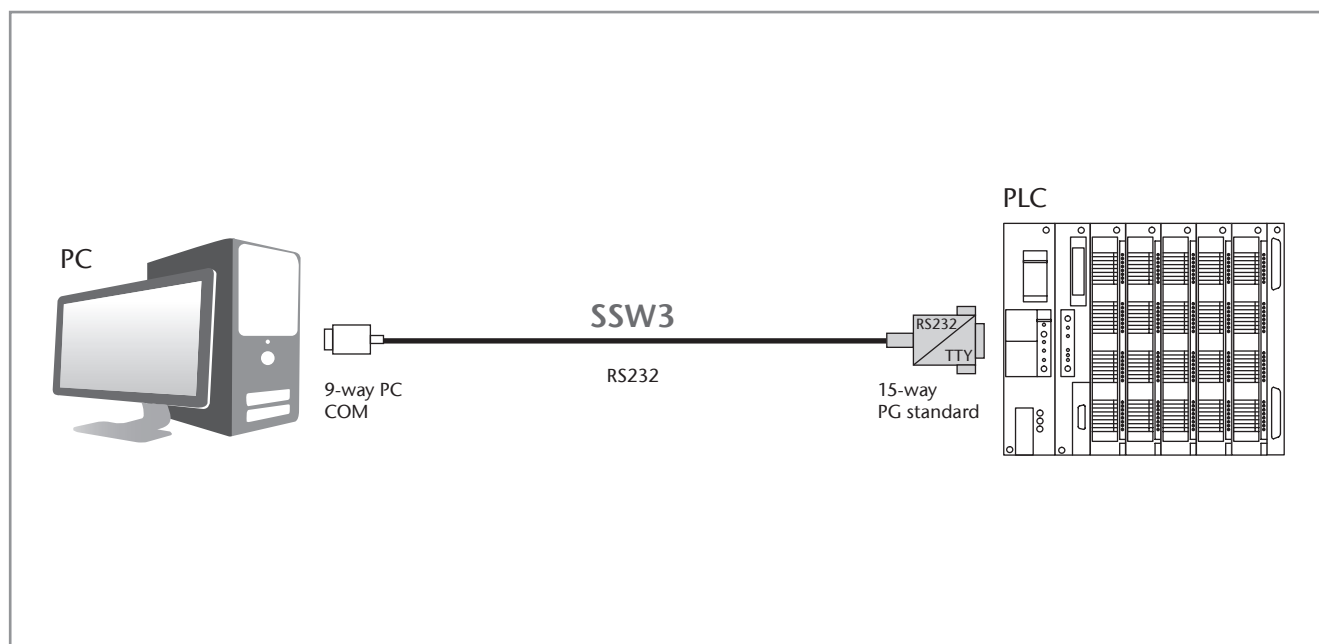 PLC
PC
SSW3
RS232
TTY
9-way PC
COM
RS232
15-way
PG standard